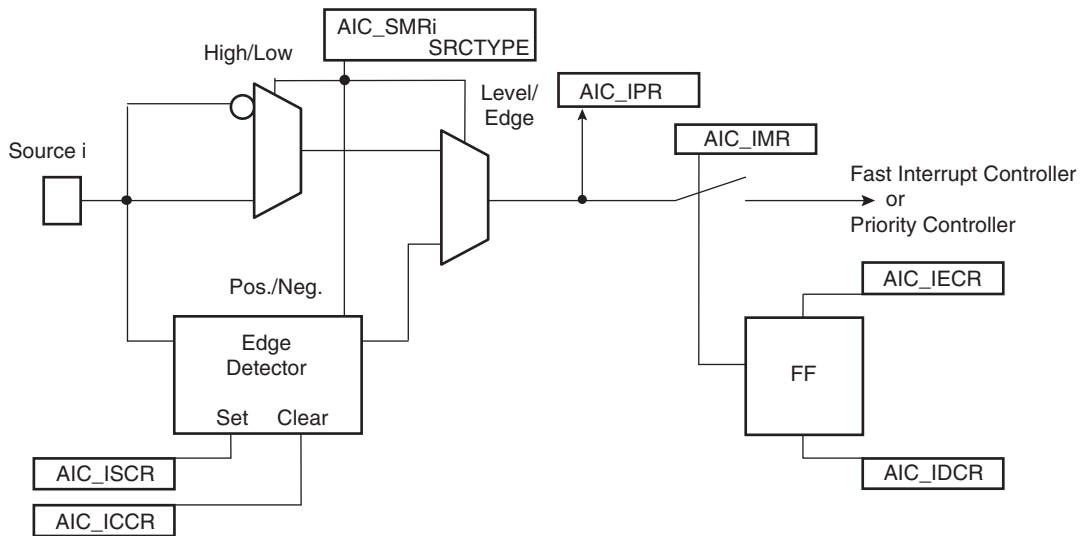 AIC_SMRi
SRCTYPE
High/Low
Level/
Edge
AIC_IPR
AIC_IMR
Source i
Fast Interrupt Controller
or
Priority Controller
Pos./Neg.
AIC_IECR
Edge
Detector
FF
Set Clear
AIC_ISCR
AIC_IDCR
AIC_ICCR